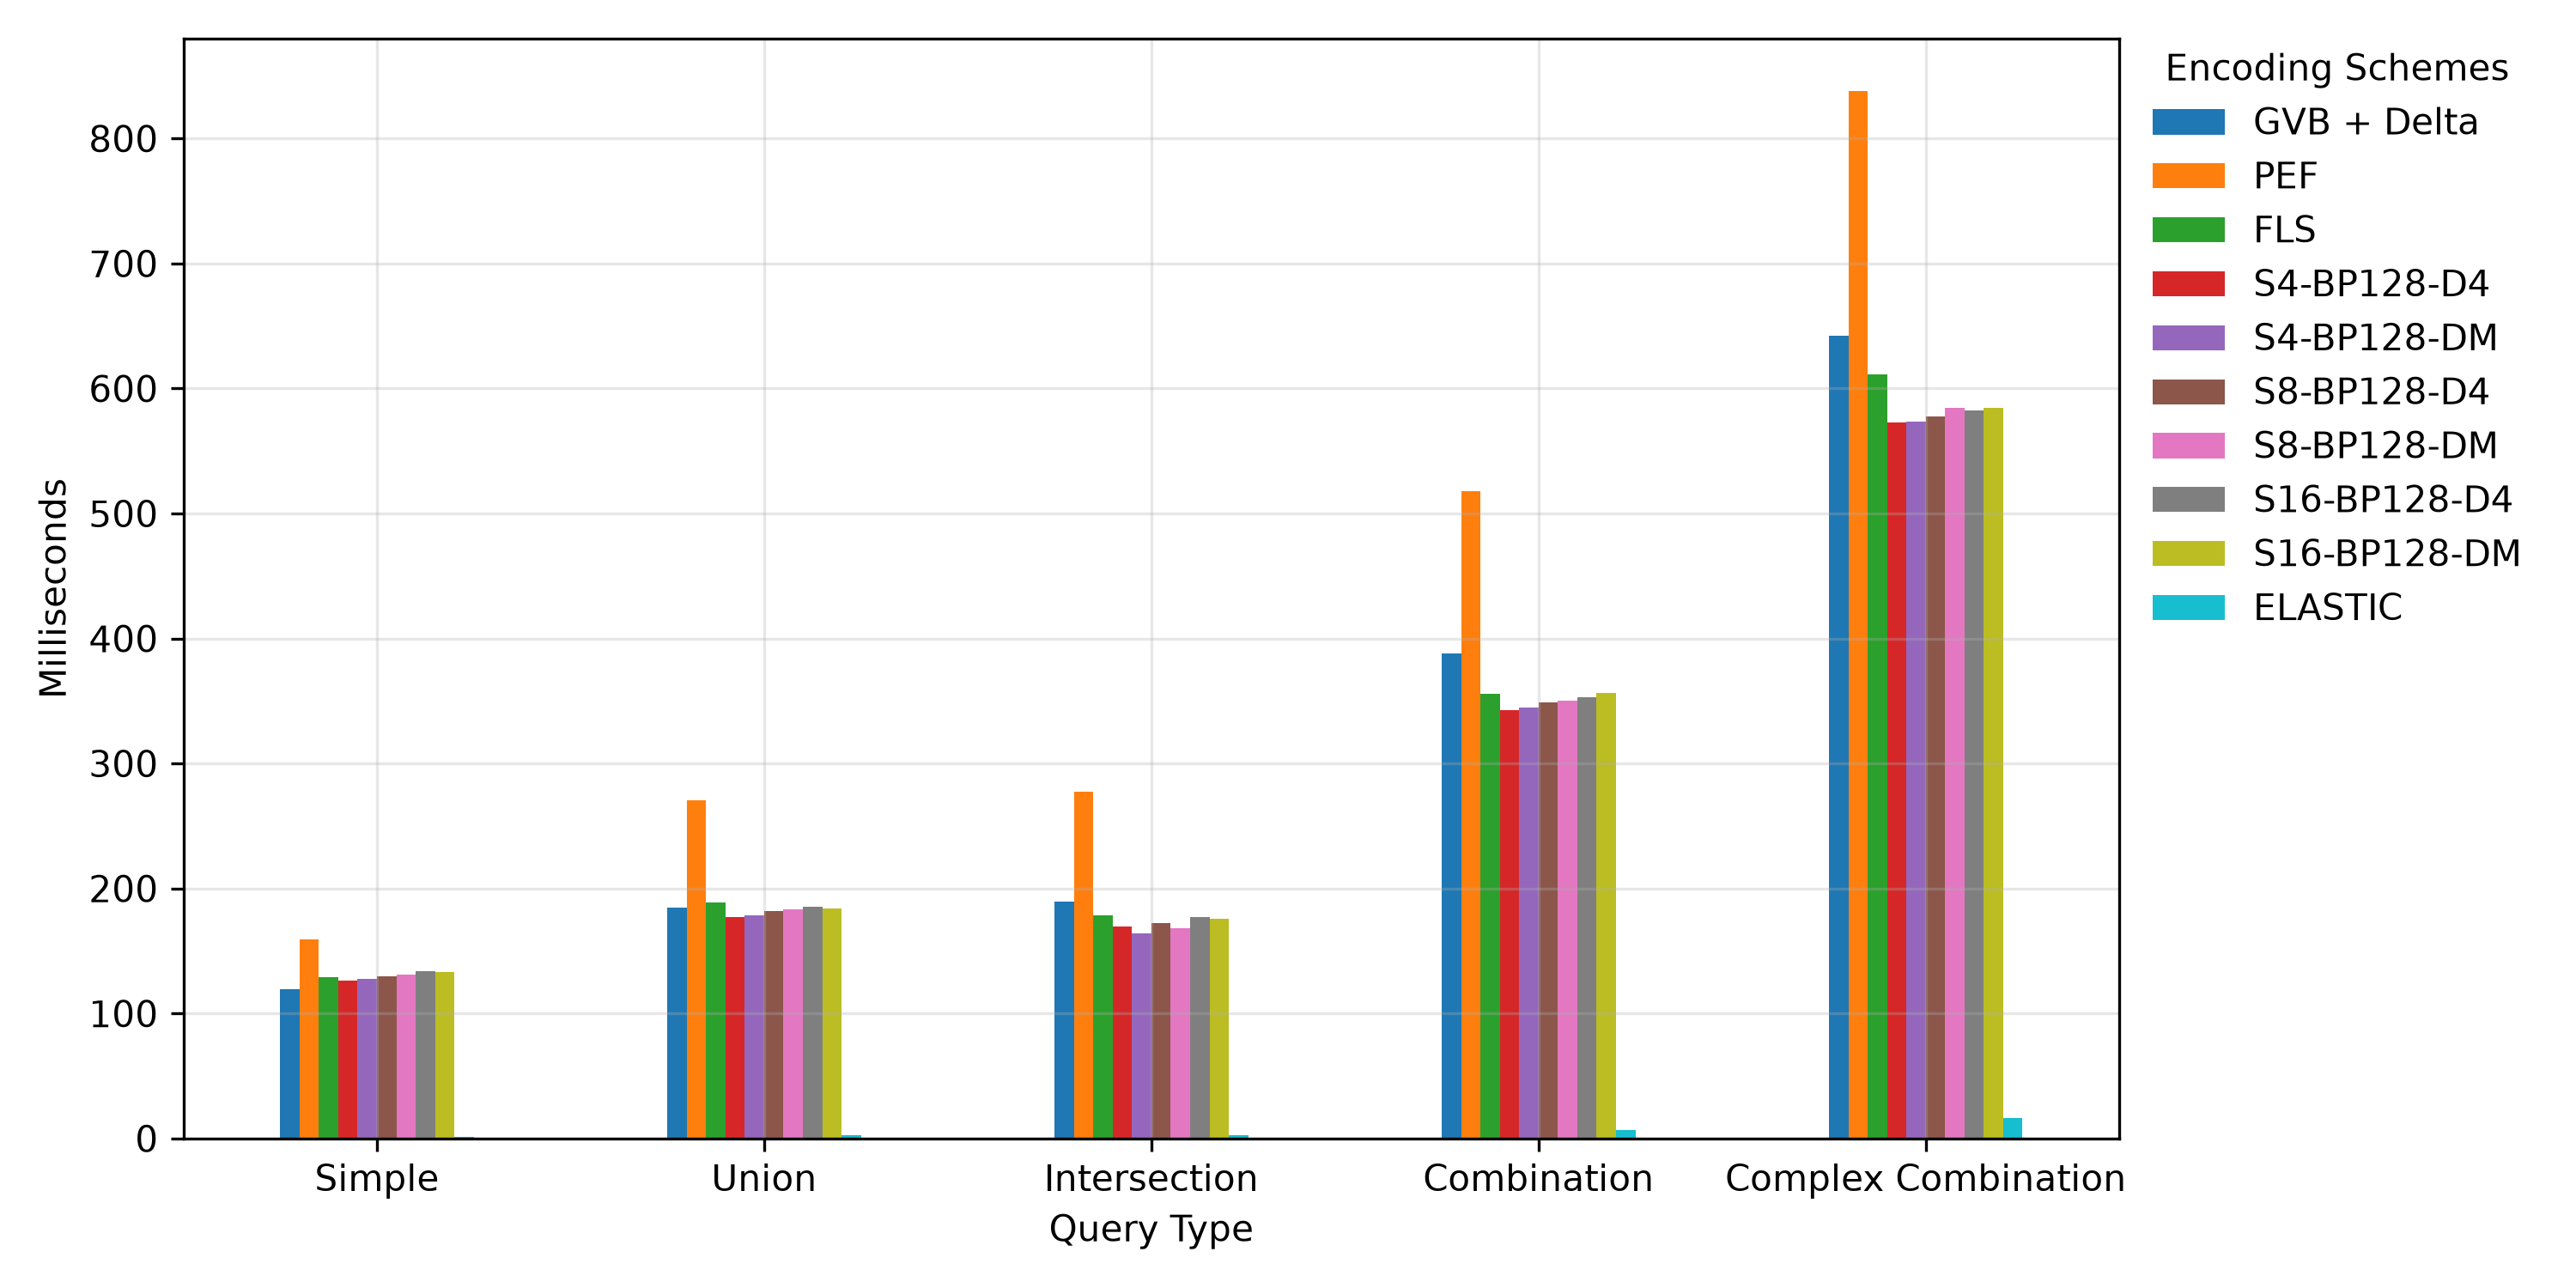 Encoding Schemes
GVB + Delta
PEF
FLS
S4-BP128-D4
S4-BP128-DM
S8-BP128-D4
S8-BP128-DM
S16-BP128-D4
S16-BP128-DM
ELASTIC
Milliseconds
800
700
600
500
400
300
200
100
0
Simple
Union
Intersection
Combination
Complex Combination
Query Type